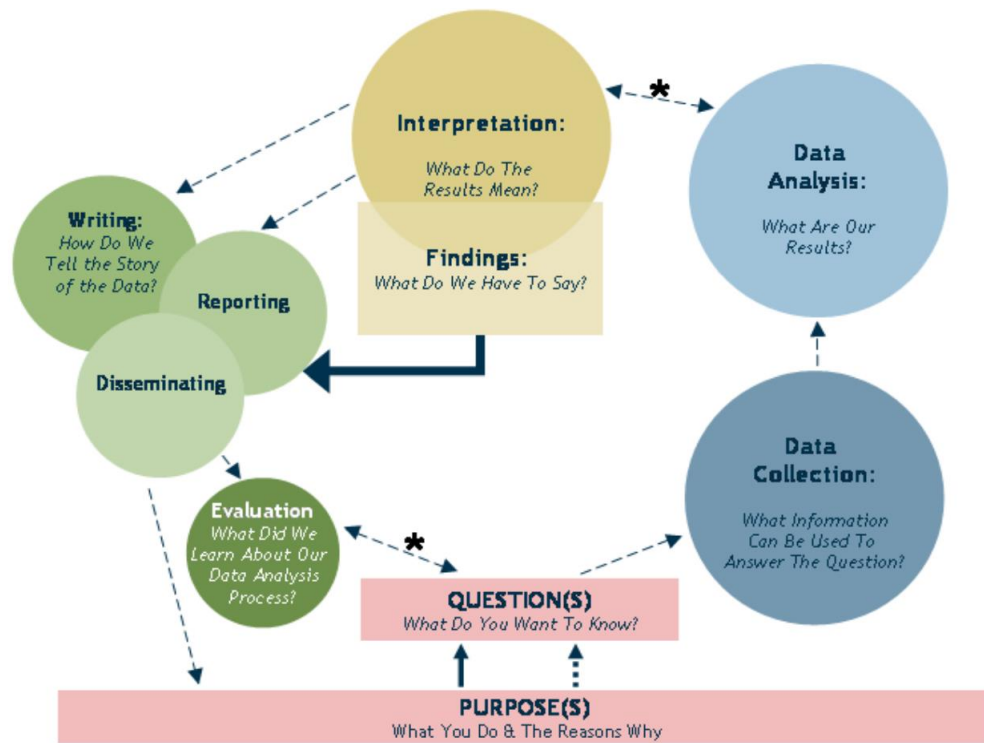 *
Interpretation:
What Do The
Results Mean?
Data
Analysis:
What Are Our
Results?
Writing:
How Do We
Tell the Story
of the Data?
Findings:
What Do We Have To Say?
Reporting
Disseminating
Data
Collection:
What Information
Can Be Used To
Answer The Question?
Evaluation
What Did We
Learn About Our
Data Analysis
Process?
*
QUESTION(S)
What Do You Want To Know?
PURPOSE(S)
What You Do & The Reasons Why